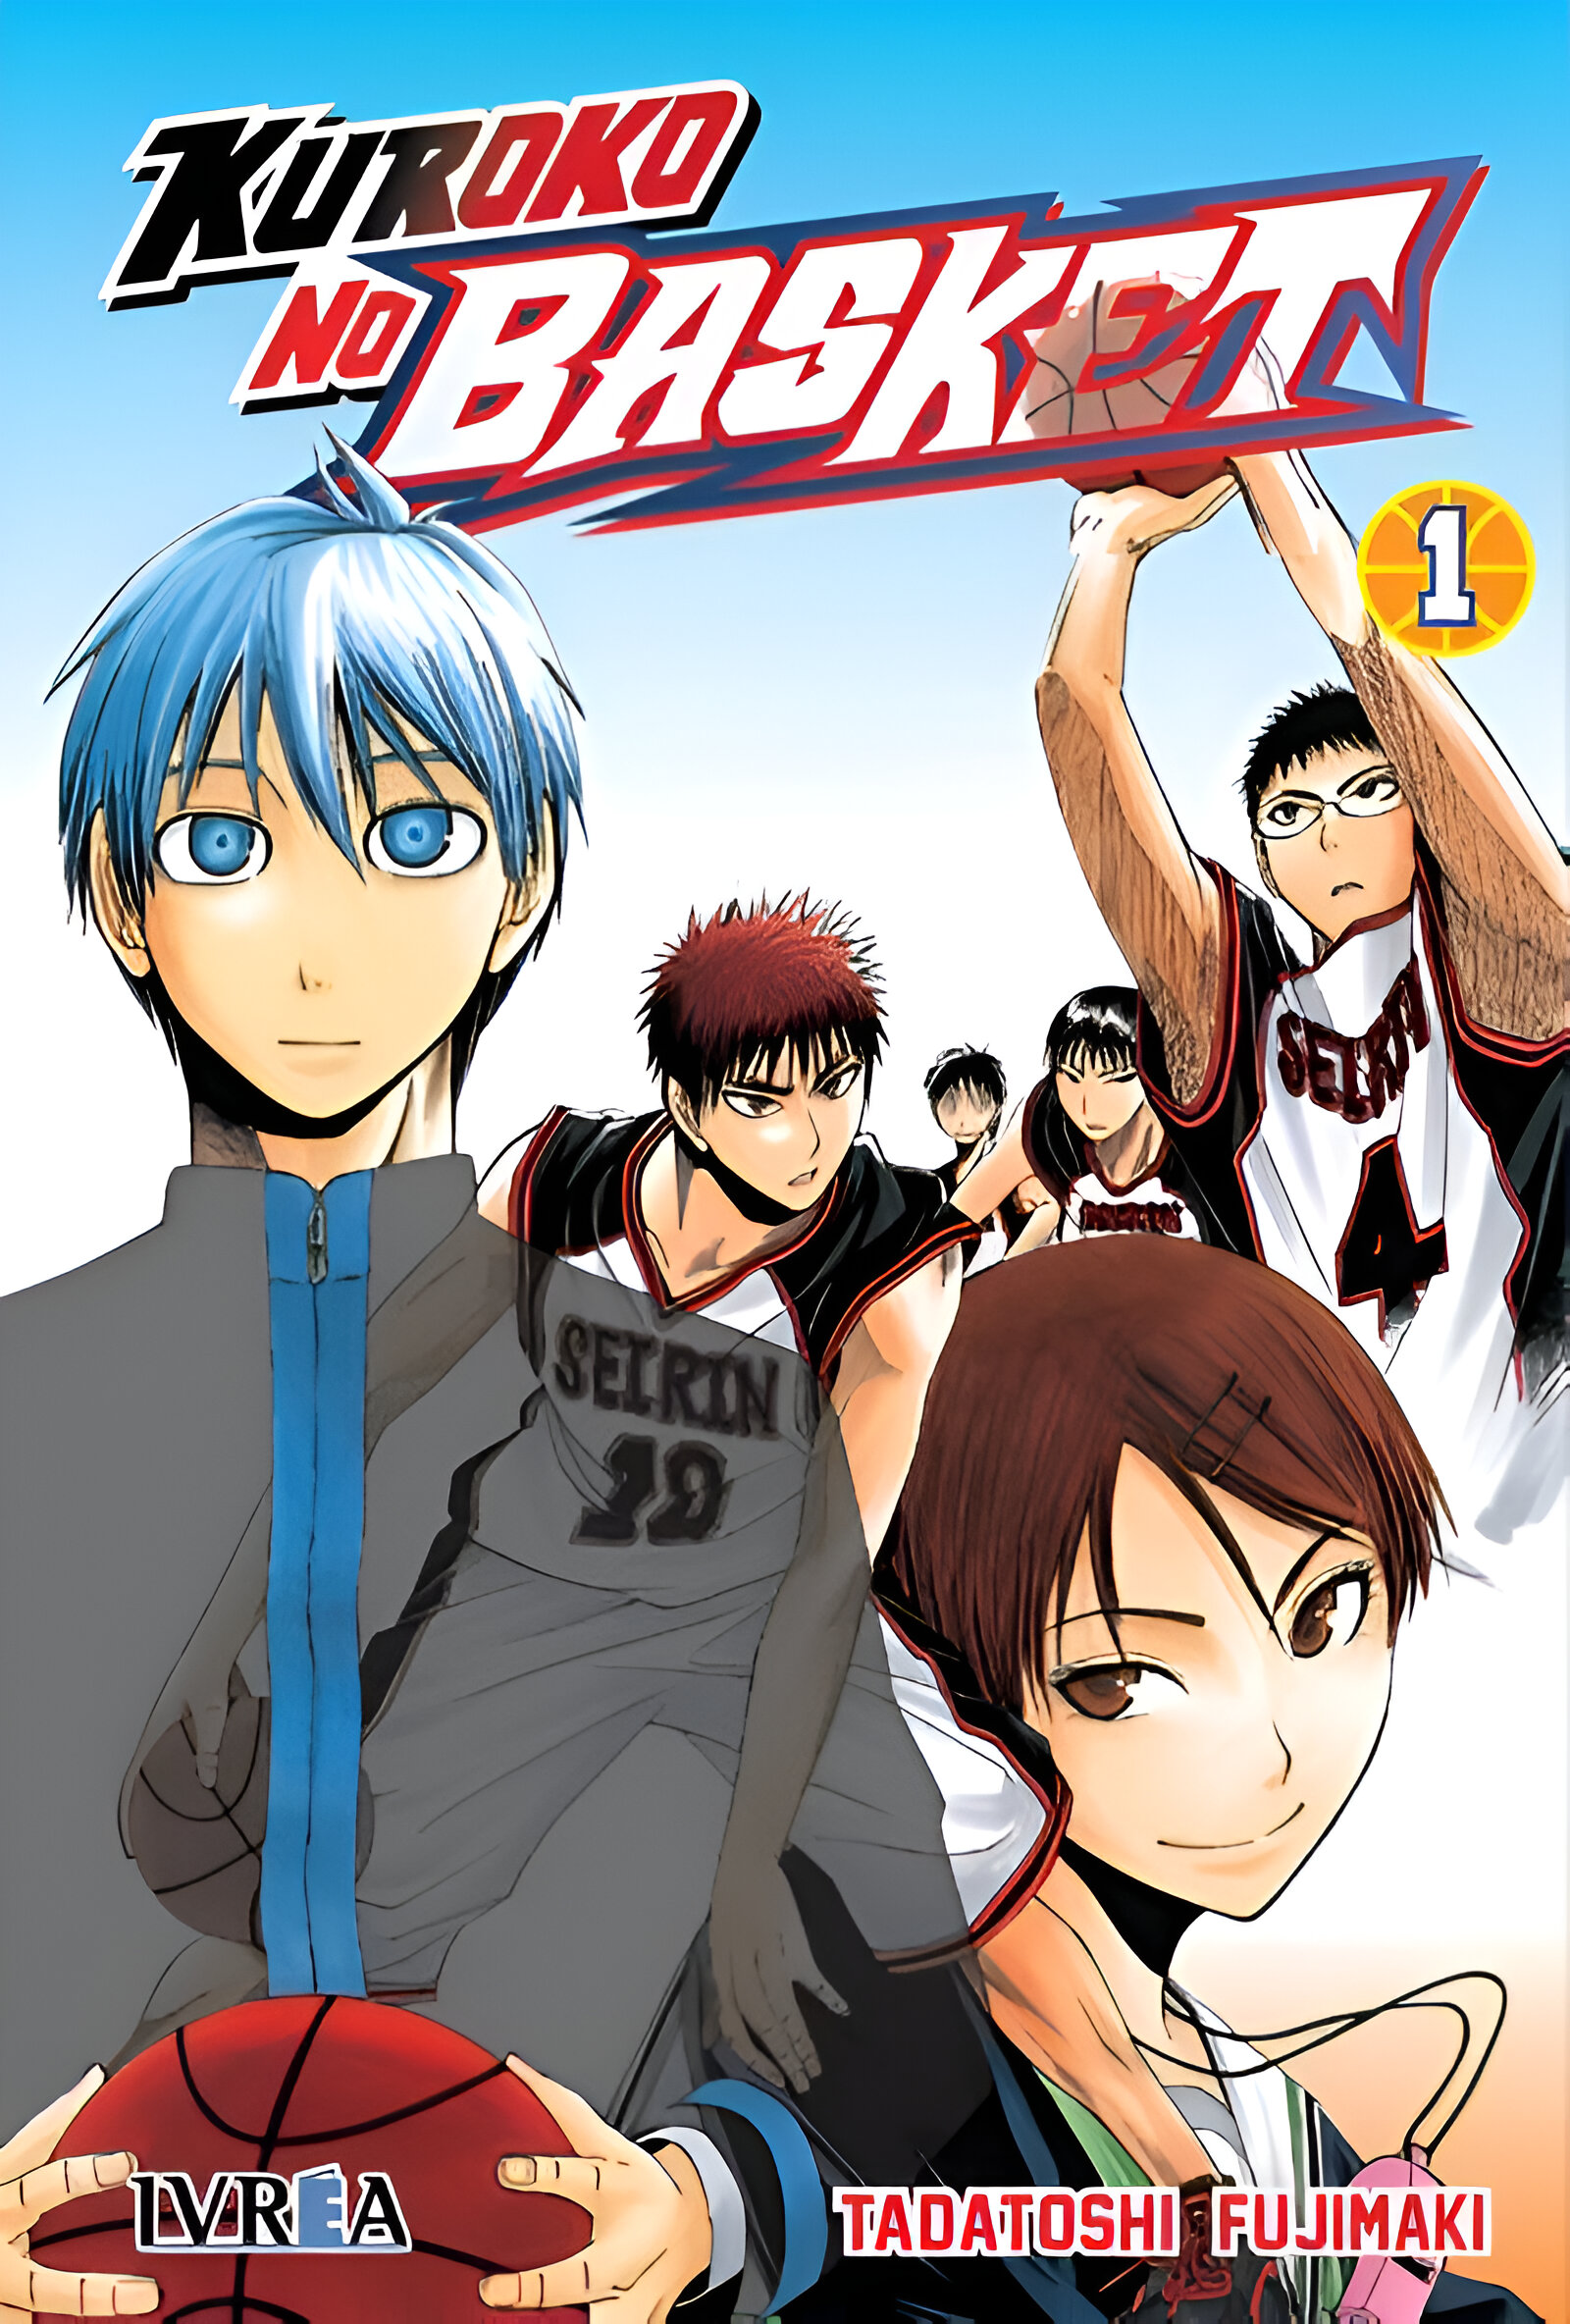 KUROKO
NO BASKET
1
SEIRIN
4
SEIRIN
10
IVREA
TADATOSHI FUJIMAKI